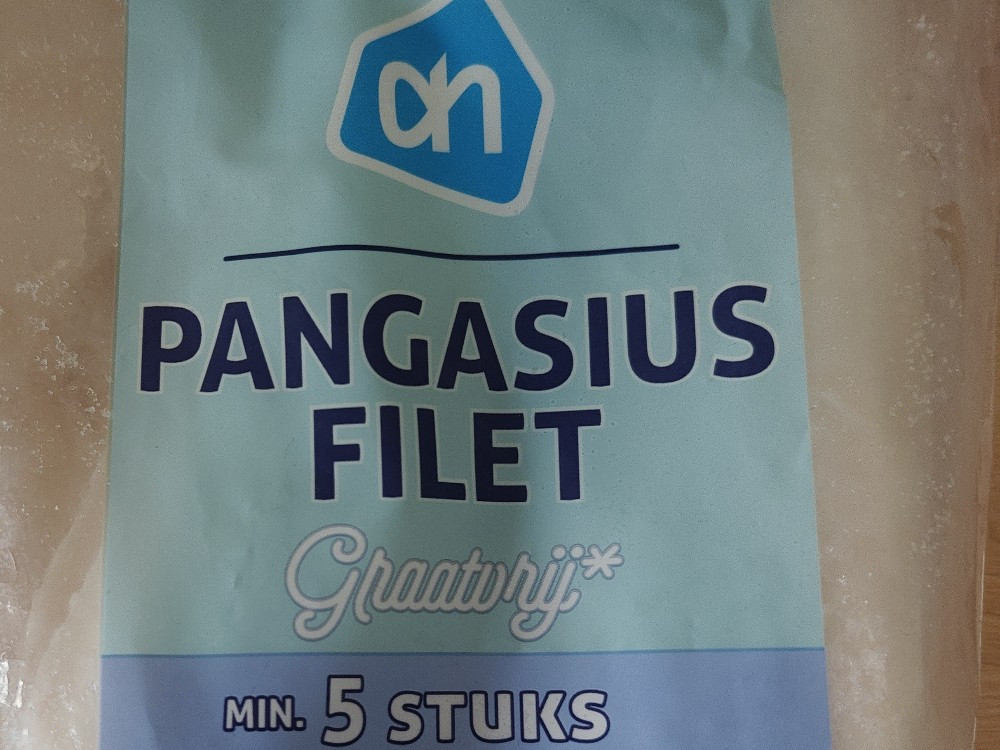 ah
PANGASIUS
FILET
Graatvrij*
MIN. 5 STUKS